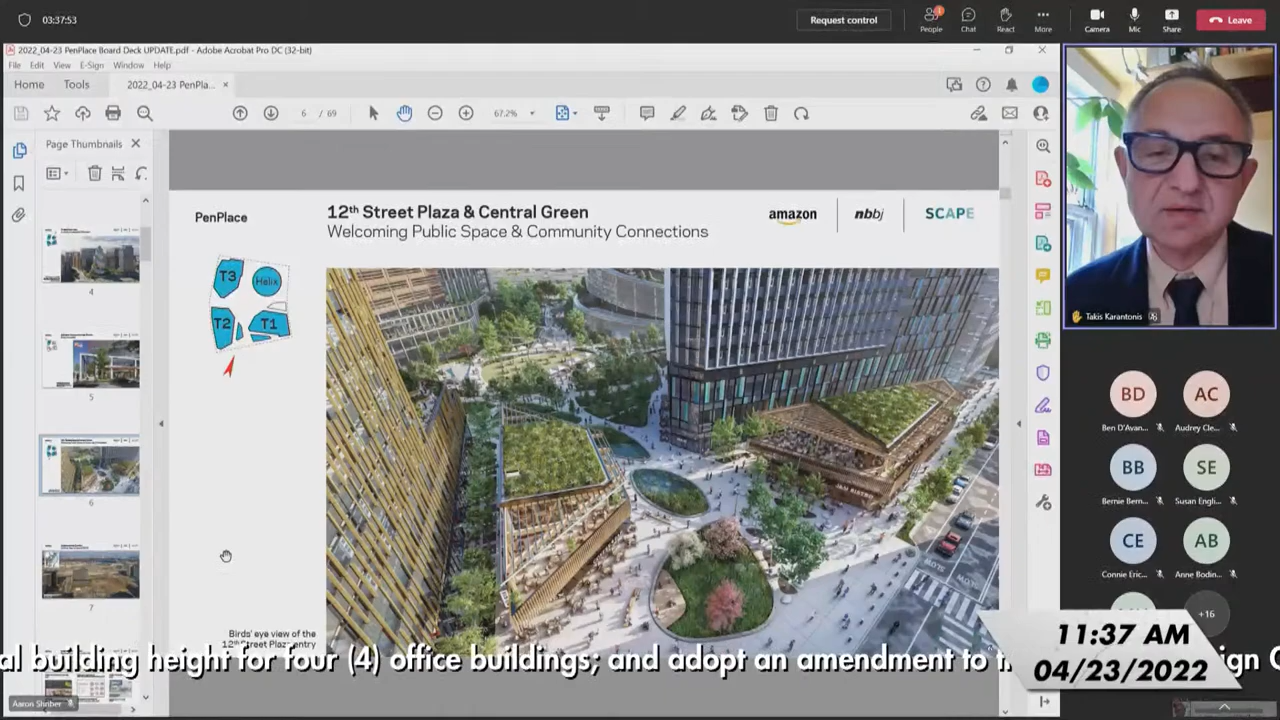 03:37:53
Request control
1
People
Chat
React
More
Camera
Mic
Share
Leave
2022_04-23 PenPlace Board Deck UPDATE.pdf - Adobe Acrobat Pro DC (32-bit)
File Edit View E-Sign Window Help
Home Tools 2022_04-23 PenPla... ×
6 / 69
67.2%
Page Thumbnails
4
5
6
7
PenPlace
12th Street Plaza & Central Green
Welcoming Public Space & Community Connections
amazon
nbbj
SCAPE
T3
Helix
T2
T1
Birds' eye view of the
12th Street Plaza entry
Takis Karantonis
BD
AC
Ben D'Avan...
Audrey Cle...
BB
SE
Bernie Bern...
Susan Engli...
CE
AB
Connie Eric...
Anne Bodin...
+16
al building height for four (4) office buildings; and adopt an amendment to
11:37 AM
04/23/2022
Aaron Shriber